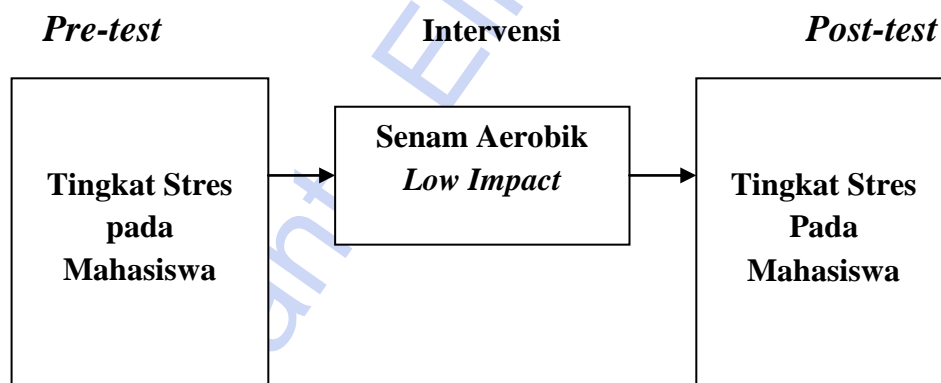 Pre-test Intervensi Post-test
Tingkat Stres
pada
Mahasiswa
Senam Aerobik
Low Impact
Tingkat Stres
Pada
Mahasiswa